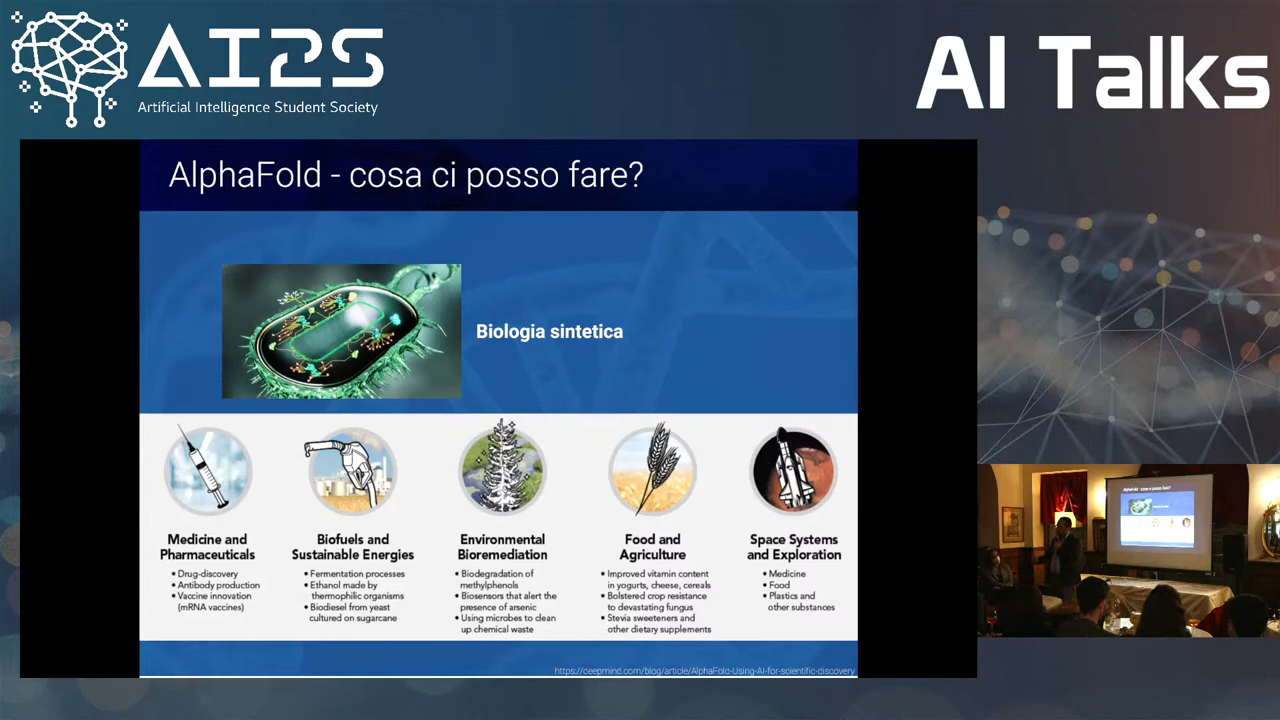 AI2S
Artificial Intelligence Student Society
AI Talks
AlphaFold - cosa ci posso fare?
Biologia sintetica
Medicine and
Pharmaceuticals
• Drug-discovery
• Antibody production
• Vaccine innovation
(mRNA vaccines)
Biofuels and
Sustainable Energies
• Fermentation processes
• Ethanol made by
thermophilic organisms
• Biodiesel from yeast
cultured on sugarcane
Environmental
Bioremediation
• Biodegradation of
methylphenols
• Biosensors that alert the
presence of arsenic
• Using microbes to clean
up chemical waste
Food and
Agriculture
• Improved vitamin content
in yogurts, cheese, cereals
• Bolstered crop resistance
to devastating fungus
• Stevia sweeteners and
other dietary supplements
Space Systems
and Exploration
• Medicine
• Food
• Plastics and
other substances
https://deepmind.com/blog/article/AlphaFold-Using-AI-for-scientific-discovery
AlphaFold - cosa ci posso fare?